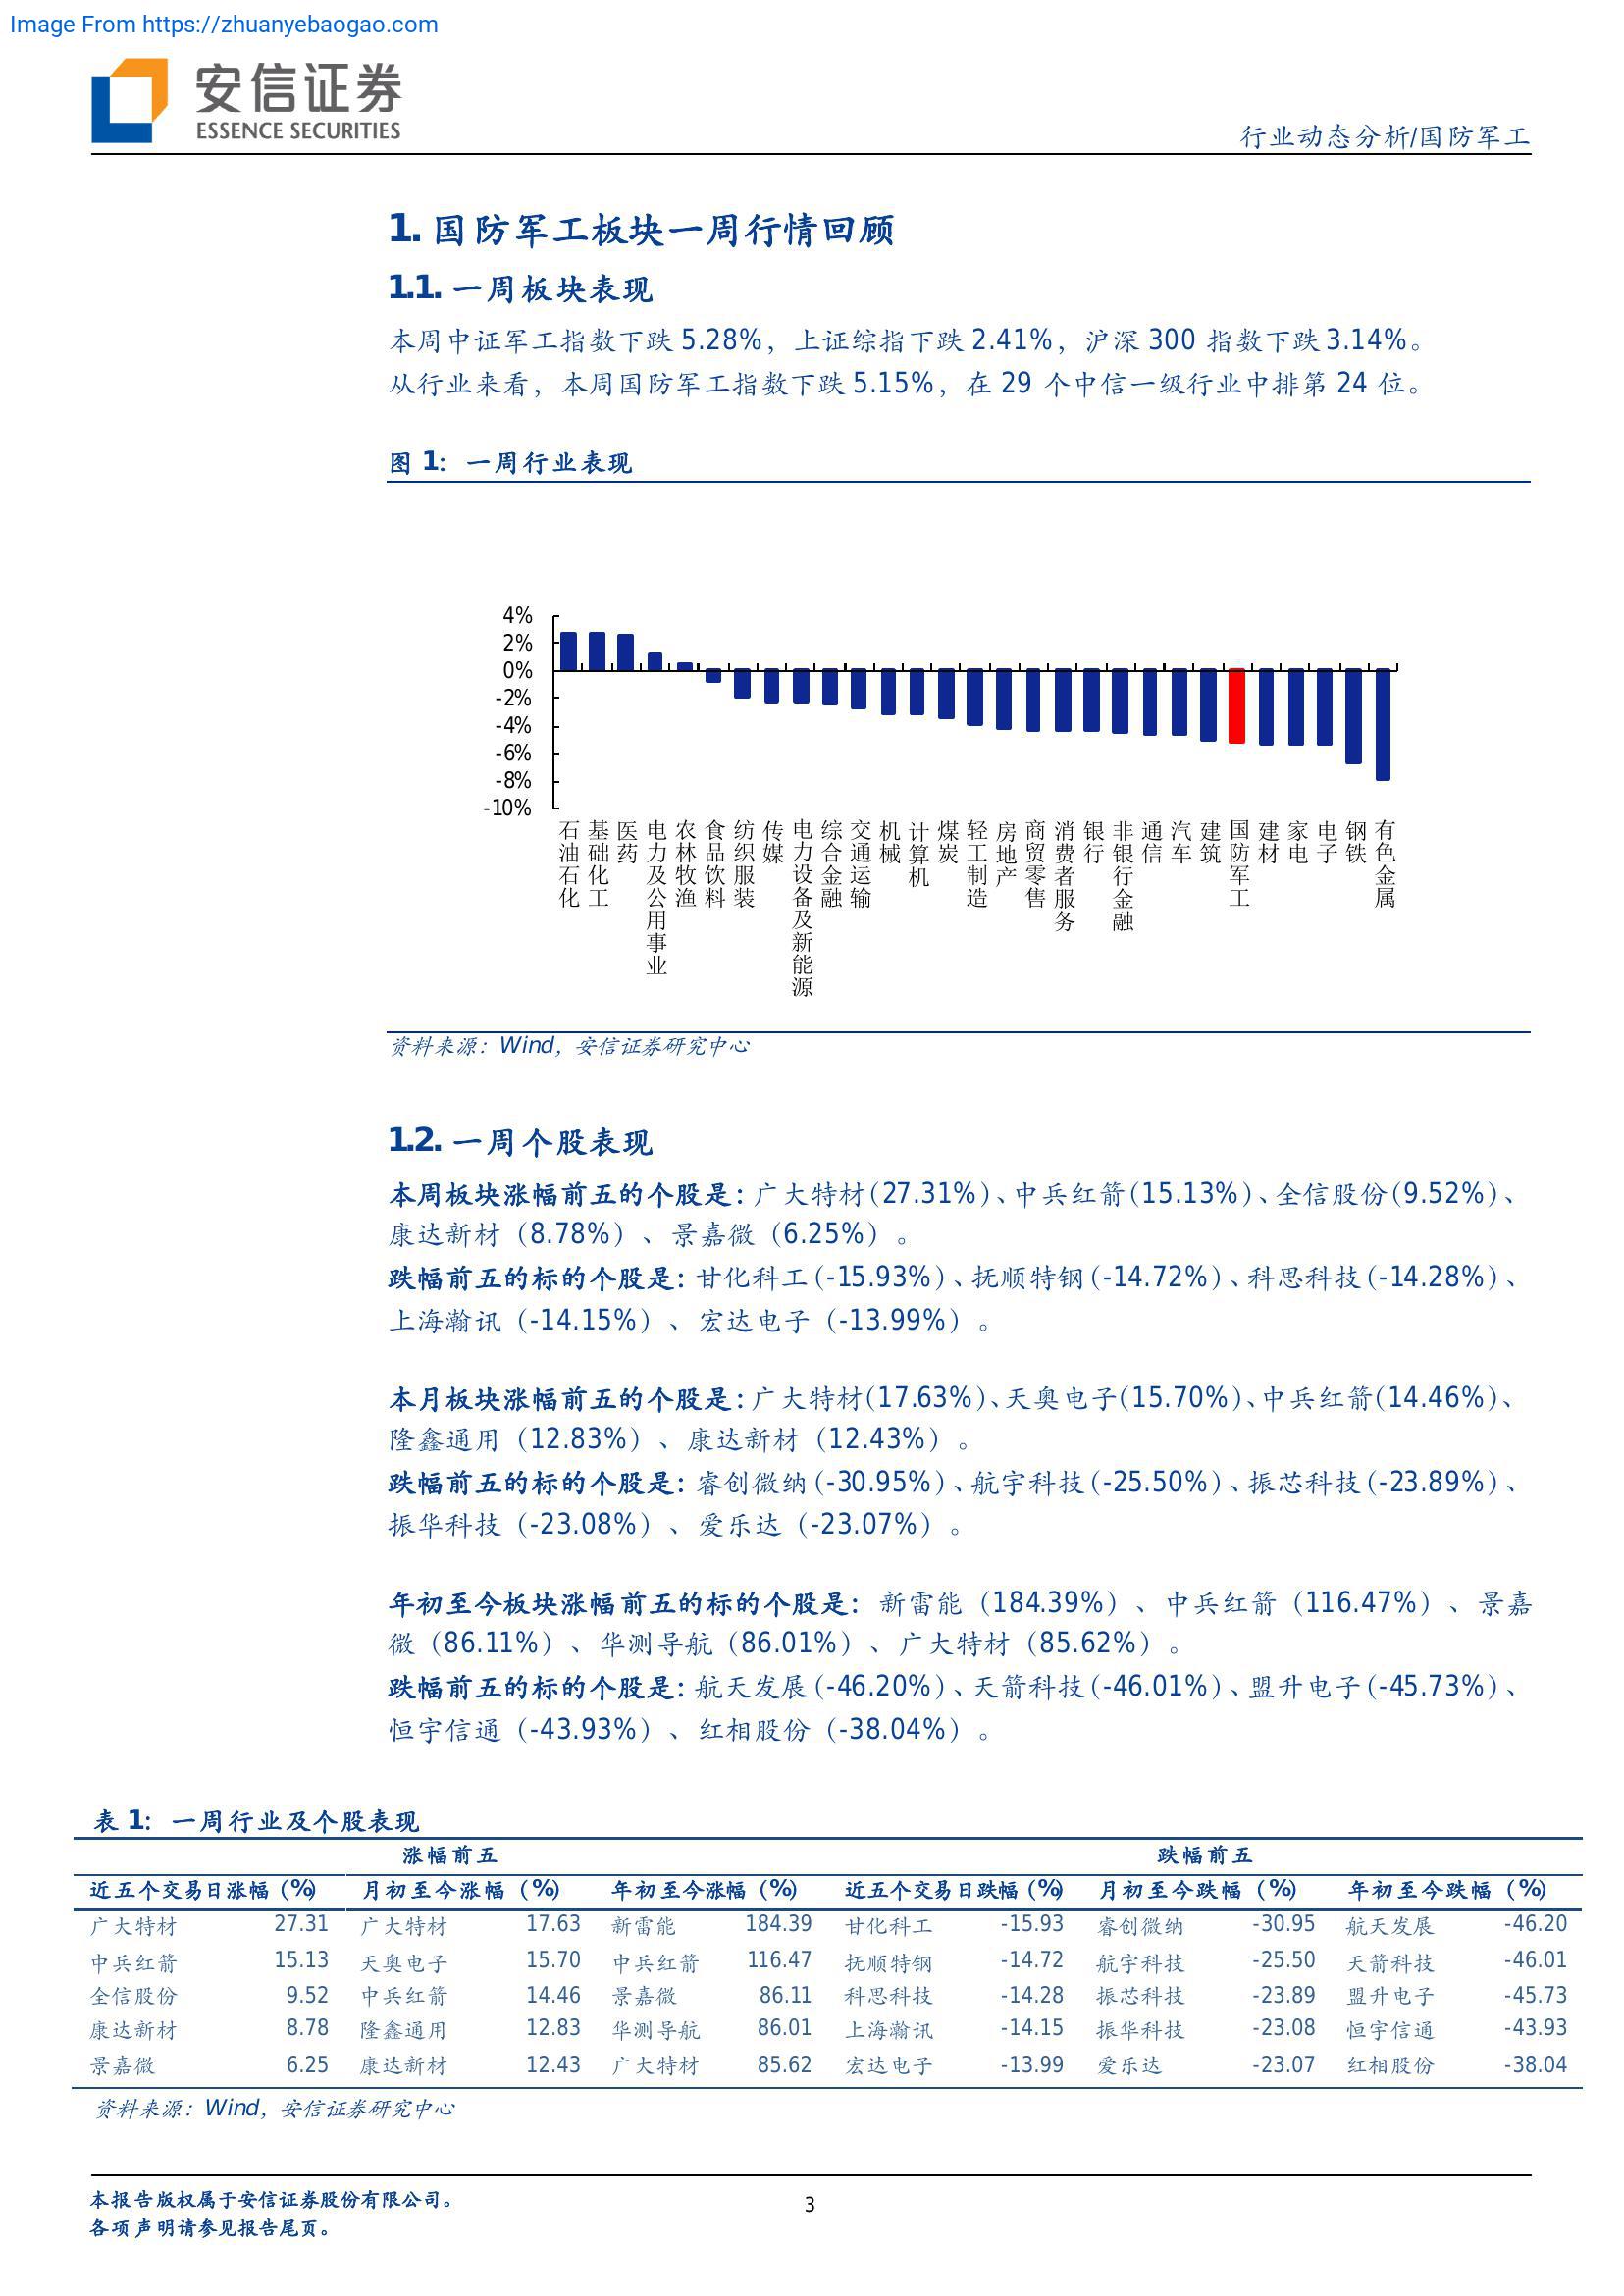 Image From https://zhuanyebaogao.com
安信证券
ESSENCE SECURITIES
行业动态分析/国防军工
1. 国防军工板块一周行情回顾
1.1. 一周板块表现
本周中证军工指数下跌 5.28%，上证综指下跌 2.41%，沪深 300 指数下跌 3.14%。
从行业来看，本周国防军工指数下跌 5.15%，在 29 个中信一级行业中排第 24 位。
图 1：一周行业表现
4%
2%
0%
-2%
-4%
-6%
-8%
-10%
石油石化
基础化工
医药
电力及公用事业
农林牧渔
食品饮料
纺织服装
传媒
电力设备及新能源
综合金融
交通运输
机械
计算机
煤炭
轻工制造
房地产
商贸零售
消费者服务
银行
非银行金融
通信
汽车
建筑
国防军工
建材
家电
电子
钢铁
有色金属
资料来源：Wind，安信证券研究中心
1.2. 一周个股表现
本周板块涨幅前五的个股是：广大特材(27.31%)、中兵红箭(15.13%)、全信股份(9.52%)、
康达新材（8.78%）、景嘉微（6.25%）。
跌幅前五的标的个股是：甘化科工(-15.93%)、抚顺特钢(-14.72%)、科思科技(-14.28%)、
上海瀚讯（-14.15%）、宏达电子（-13.99%）。
本月板块涨幅前五的个股是：广大特材(17.63%)、天奥电子(15.70%)、中兵红箭(14.46%)、
隆鑫通用（12.83%）、康达新材（12.43%）。
跌幅前五的标的个股是：睿创微纳(-30.95%)、航宇科技(-25.50%)、振芯科技(-23.89%)、
振华科技（-23.08%）、爱乐达（-23.07%）。
年初至今板块涨幅前五的标的个股是：新雷能（184.39%）、中兵红箭（116.47%）、景嘉
微（86.11%）、华测导航（86.01%）、广大特材（85.62%）。
跌幅前五的标的个股是：航天发展(-46.20%)、天箭科技(-46.01%)、盟升电子(-45.73%)、
恒宇信通（-43.93%）、红相股份（-38.04%）。
表 1：一周行业及个股表现
涨幅前五 跌幅前五
近五个交易日涨幅（%） 月初至今涨幅（%） 年初至今涨幅（%） 近五个交易日跌幅（%） 月初至今跌幅（%） 年初至今跌幅（%）
广大特材 27.31 广大特材 17.63 新雷能 184.39 甘化科工 -15.93 睿创微纳 -30.95 航天发展 -46.20
中兵红箭 15.13 天奥电子 15.70 中兵红箭 116.47 抚顺特钢 -14.72 航宇科技 -25.50 天箭科技 -46.01
全信股份 9.52 中兵红箭 14.46 景嘉微 86.11 科思科技 -14.28 振芯科技 -23.89 盟升电子 -45.73
康达新材 8.78 隆鑫通用 12.83 华测导航 86.01 上海瀚讯 -14.15 振华科技 -23.08 恒宇信通 -43.93
景嘉微 6.25 康达新材 12.43 广大特材 85.62 宏达电子 -13.99 爱乐达 -23.07 红相股份 -38.04
资料来源：Wind，安信证券研究中心
本报告版权属于安信证券股份有限公司。
3
各项声明请参见报告尾页。